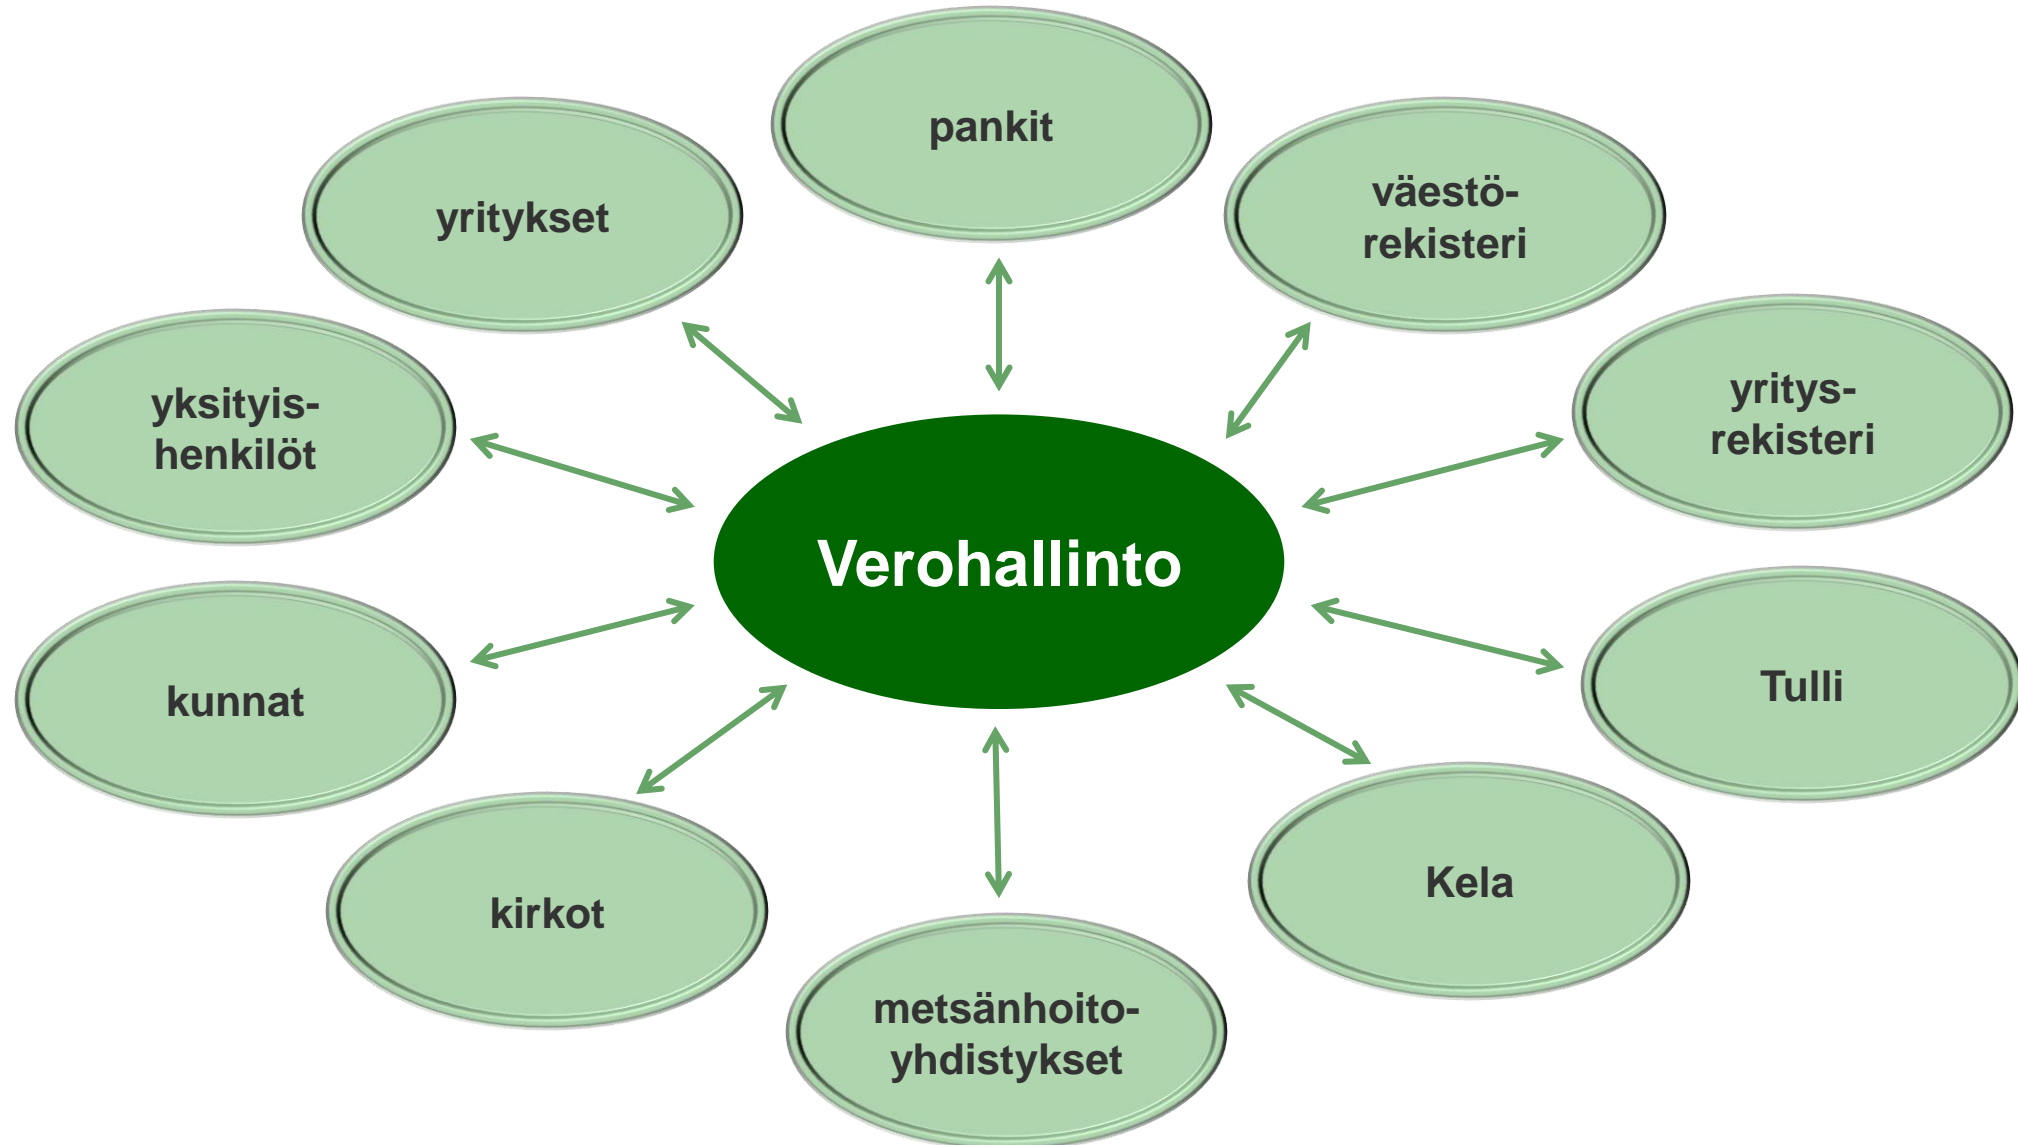 pankit
yritykset
väestö-
rekisteri
yksityis-
henkilöt
yritys-
rekisteri
Verohallinto
kunnat
Tulli
kirkot
Kela
metsänhoito-
yhdistykset